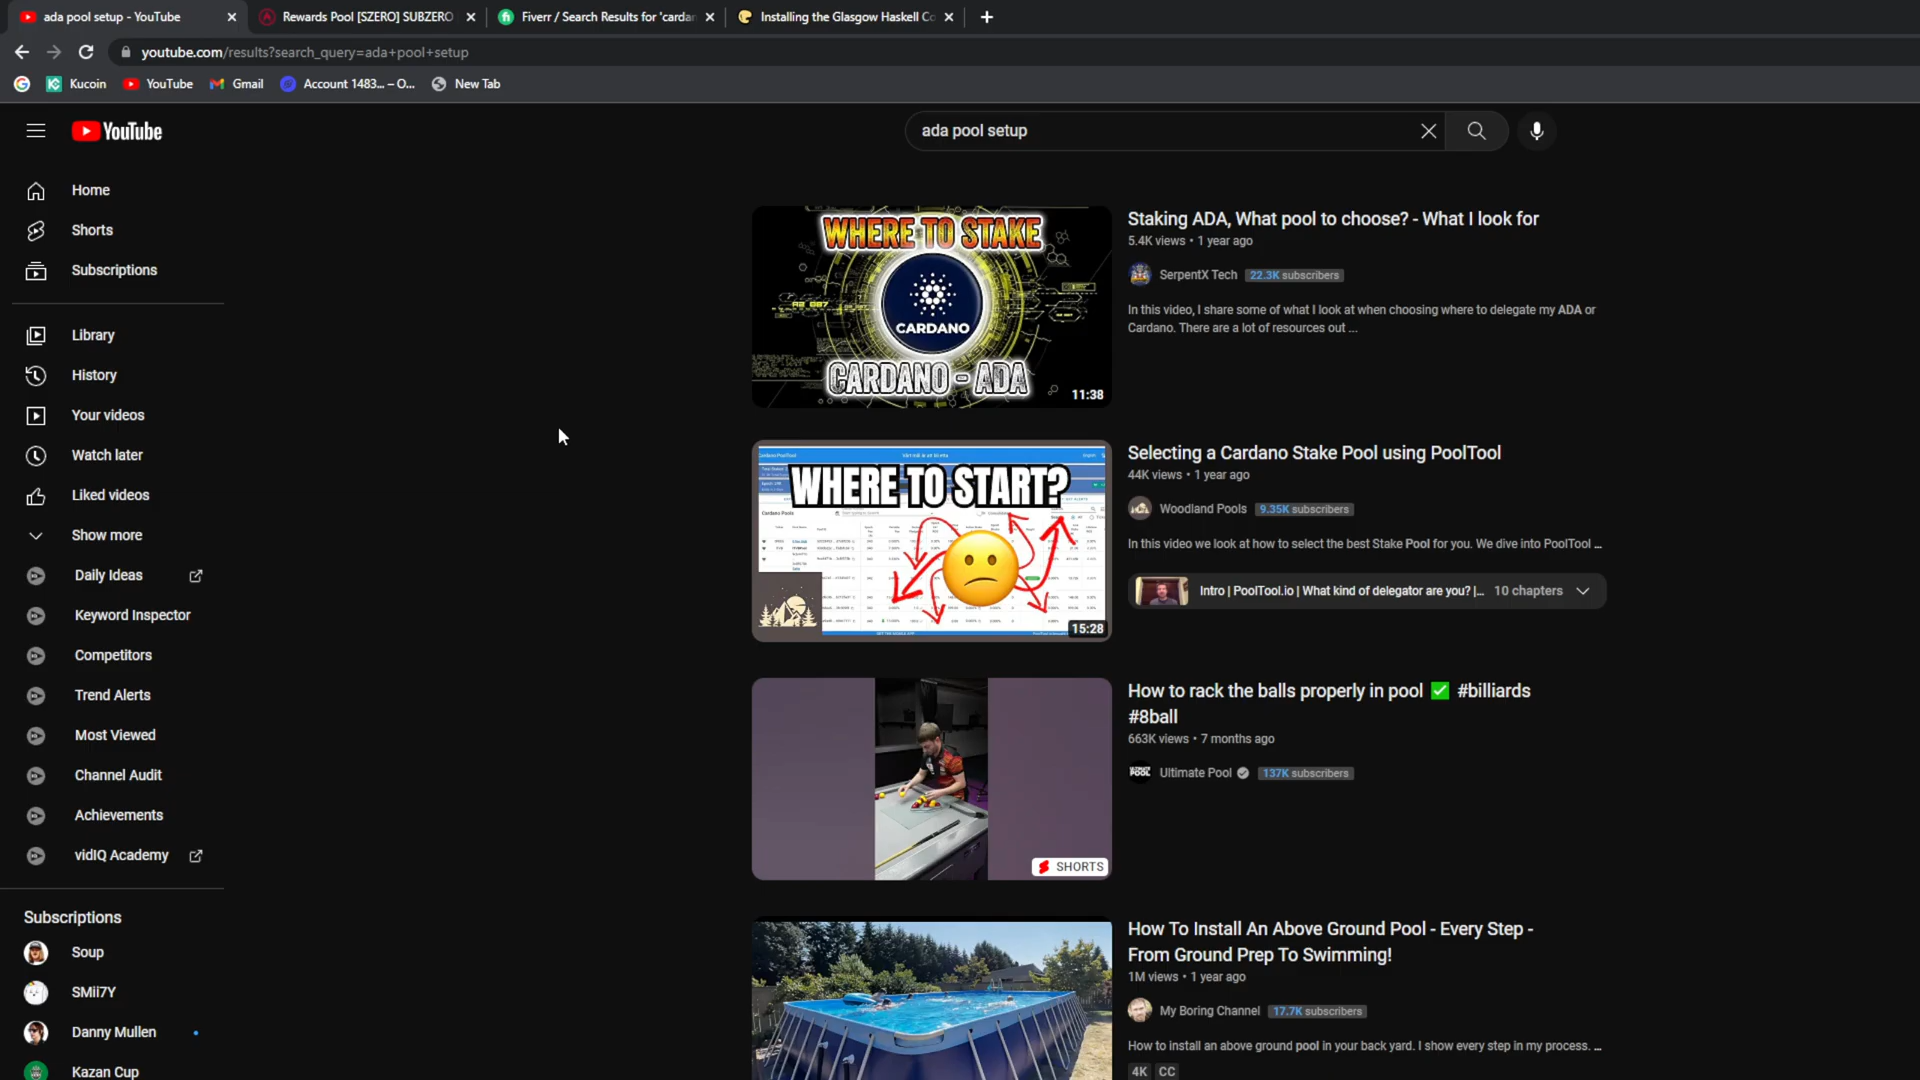 ada pool setup - YouTube
Rewards Pool [SZERO] SUBZERO
Fiverr / Search Results for 'cardan
Installing the Glasgow Haskell Co
youtube.com/results?search_query=ada+pool+setup
Kucoin
YouTube
Gmail
Account 1483... – O...
New Tab
YouTube
ada pool setup
Home
Shorts
Subscriptions
Library
History
Your videos
Watch later
Liked videos
Show more
Daily Ideas
Keyword Inspector
Competitors
Trend Alerts
Most Viewed
Channel Audit
Achievements
vidIQ Academy
Subscriptions
Soup
SMii7Y
Danny Mullen
Kazan Cup
WHERE TO STAKE
CARDANO
CARDANO - ADA
11:38
Staking ADA, What pool to choose? - What I look for
5.4K views • 1 year ago
SerpentX Tech 22.3K subscribers
In this video, I share some of what I look at when choosing where to delegate my ADA or
Cardano. There are a lot of resources out ...
WHERE TO START?
Cardano Pools
15:28
Selecting a Cardano Stake Pool using PoolTool
44K views • 1 year ago
Woodland Pools 9.35K subscribers
In this video we look at how to select the best Stake Pool for you. We dive into PoolTool ...
Intro | PoolTool.io | What kind of delegator are you? |... 10 chapters
SHORTS
How to rack the balls properly in pool ✅ #billiards
#8ball
663K views • 7 months ago
ULTIMATE POOL
Ultimate Pool 137K subscribers
How To Install An Above Ground Pool - Every Step -
From Ground Prep To Swimming!
1M views • 1 year ago
My Boring Channel 17.7K subscribers
How to install an above ground pool in your back yard. I show every step in my process. ...
4K CC